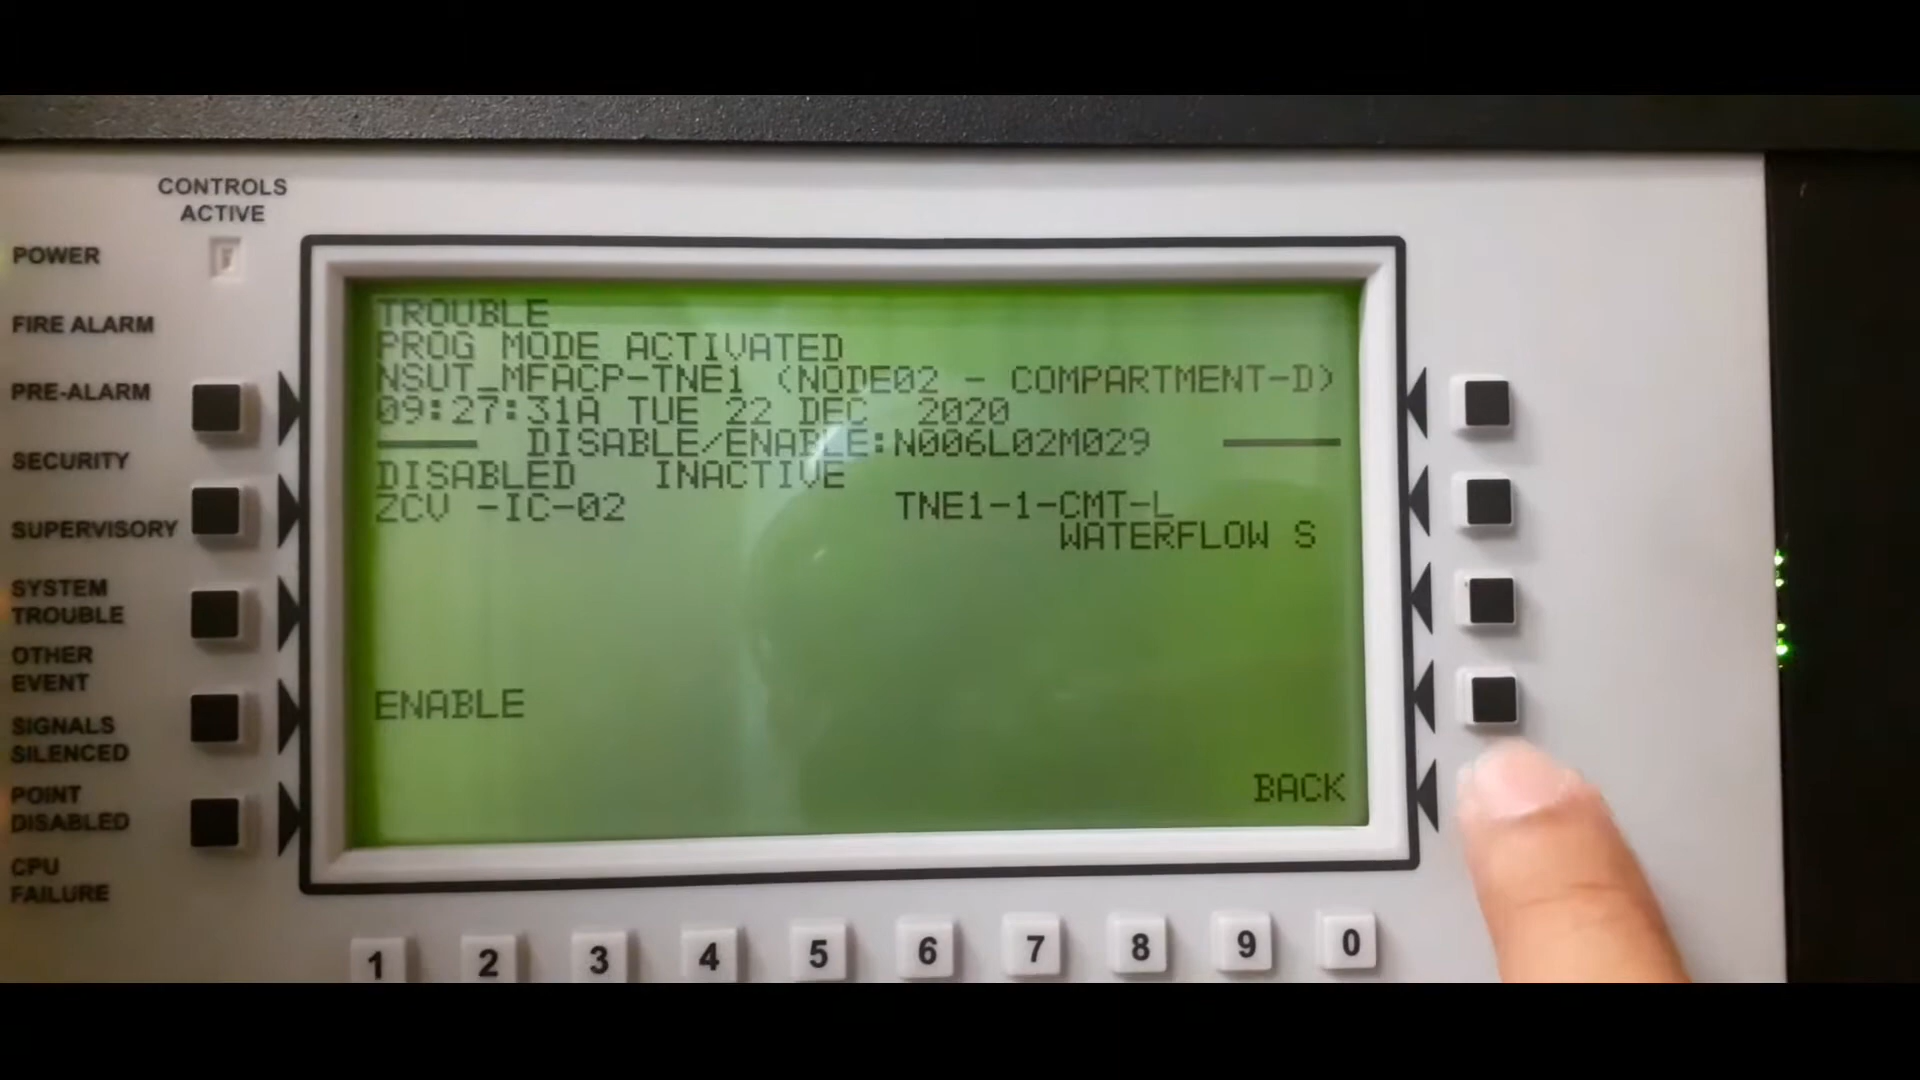 CONTROLS
ACTIVE
POWER
FIRE ALARM
PRE-ALARM
SECURITY
SUPERVISORY
SYSTEM
TROUBLE
OTHER
EVENT
SIGNALS
SILENCED
POINT
DISABLED
CPU
FAILURE
TROUBLE
PROG MODE ACTIVATED
NSUT_MFACP-TNE1 (NODE02 - COMPARTMENT-D)
09:27:31A TUE 22 DEC 2020
DISABLE/ENABLE:N006L02M029
DISABLED INACTIVE
ZCV -IC-02 TNE1-1-CMT-L
WATERFLOW S
ENABLE
BACK
1 2 3 4 5 6 7 8 9 0